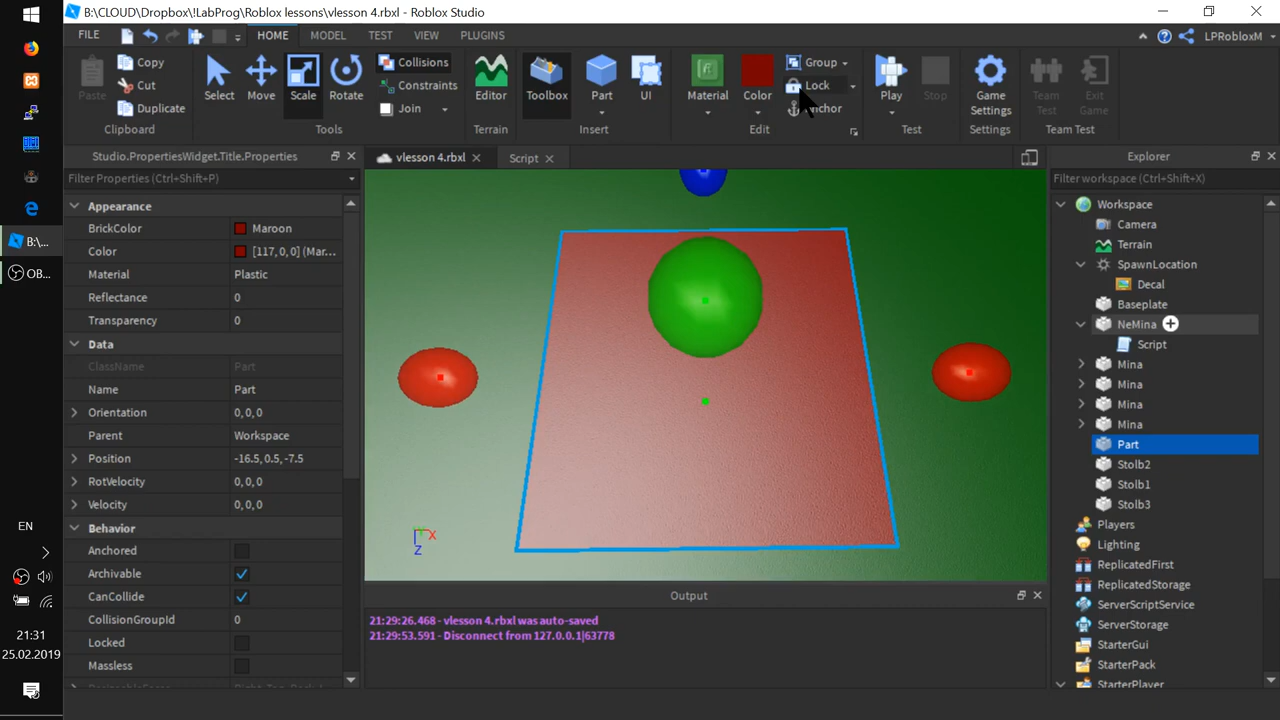 B:\CLOUD\Dropbox\!LabProg\Roblox lessons\vlesson 4.rbxl - Roblox Studio
FILE HOME MODEL TEST VIEW PLUGINS LPRobloxM
Paste Copy Cut Duplicate
Clipboard
Select Move Scale Rotate Collisions Constraints Join
Tools
Editor
Terrain
Toolbox Part UI
Insert
Material Color Group Lock Anchor
Edit
Play Stop
Test
Game Settings
Settings
Team Test Exit Game
Team Test
Studio.PropertiesWidget.Title.Properties
Filter Properties (Ctrl+Shift+P)
Appearance
BrickColor Maroon
Color [117, 0, 0] (Mar...
Material Plastic
Reflectance 0
Transparency 0
Data
ClassName Part
Name Part
Orientation 0, 0, 0
Parent Workspace
Position -16.5, 0.5, -7.5
RotVelocity 0, 0, 0
Velocity 0, 0, 0
Behavior
Anchored
Archivable
CanCollide
CollisionGroupId 0
Locked
Massless
vlesson 4.rbxl
Script
X
Z
Output
21:29:26.468 - vlesson 4.rbxl was auto-saved
21:29:53.591 - Disconnect from 127.0.0.1|63778
Explorer
Filter workspace (Ctrl+Shift+X)
Workspace
Camera
Terrain
SpawnLocation
Decal
Baseplate
NeMina
Script
Mina
Mina
Mina
Mina
Part
Stolb2
Stolb1
Stolb3
Players
Lighting
ReplicatedFirst
ReplicatedStorage
ServerScriptService
ServerStorage
StarterGui
StarterPack
StarterPlayer
B:\...
OB...
EN
21:31
25.02.2019